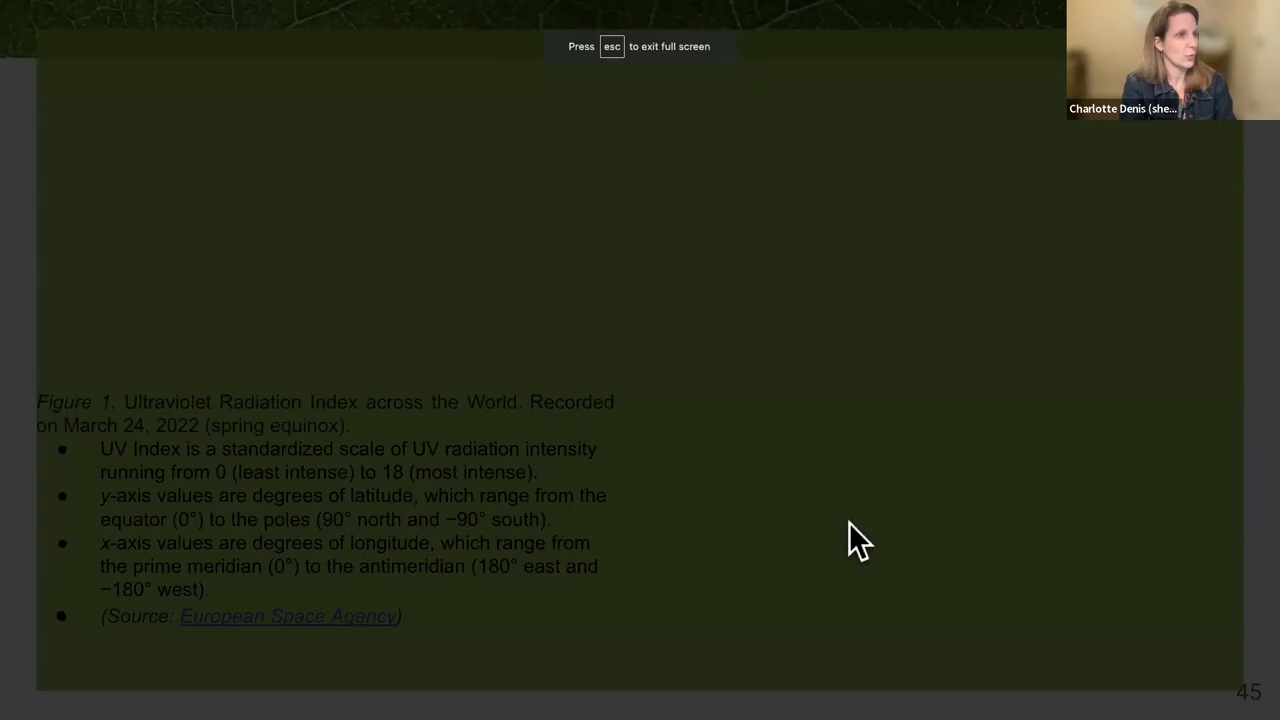 Press esc to exit full screen
Charlotte Denis (she...
Figure 1. Ultraviolet Radiation Index across the World. Recorded
on March 24, 2022 (spring equinox).
● UV Index is a standardized scale of UV radiation intensity
running from 0 (least intense) to 18 (most intense).
● y-axis values are degrees of latitude, which range from the
equator (0°) to the poles (90° north and −90° south).
● x-axis values are degrees of longitude, which range from
the prime meridian (0°) to the antimeridian (180° east and
−180° west).
● (Source: European Space Agency)
45